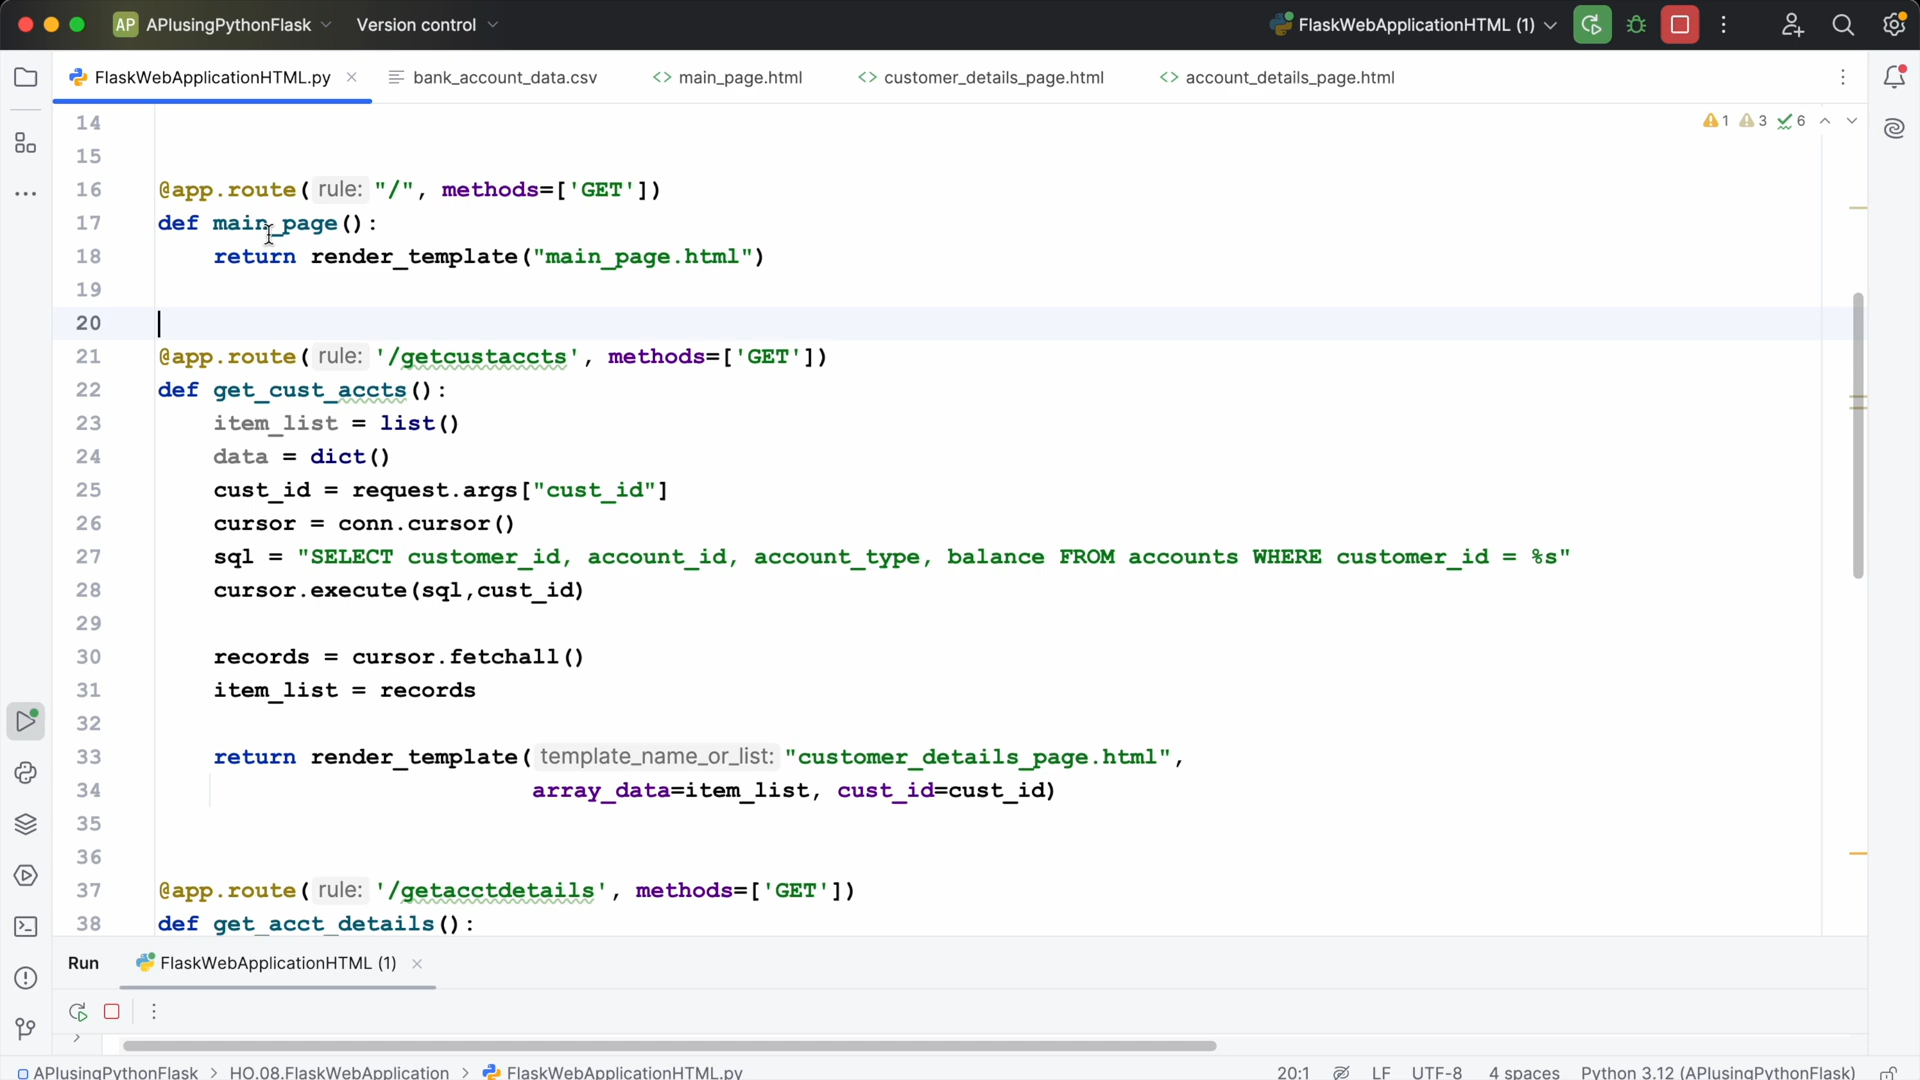 AP APIusingPythonFlask Version control FlaskWebApplicationHTML (1)
FlaskWebApplicationHTML.py bank_account_data.csv main_page.html customer_details_page.html account_details_page.html
1 3 6
14
15
16 @app.route( rule: "/", methods=['GET'])
17 def main_page():
18 return render_template("main_page.html")
19
20
21 @app.route( rule: '/getcustaccts', methods=['GET'])
22 def get_cust_accts():
23 item_list = list()
24 data = dict()
25 cust_id = request.args["cust_id"]
26 cursor = conn.cursor()
27 sql = "SELECT customer_id, account_id, account_type, balance FROM accounts WHERE customer_id = %s"
28 cursor.execute(sql,cust_id)
29
30 records = cursor.fetchall()
31 item_list = records
32
33 return render_template( template_name_or_list: "customer_details_page.html",
34 array_data=item_list, cust_id=cust_id)
35
36
37 @app.route( rule: '/getacctdetails', methods=['GET'])
38 def get_acct_details():
Run FlaskWebApplicationHTML (1)
APIusingPythonFlask > HO.08.FlaskWebApplication > FlaskWebApplicationHTML.py 20:1 LF UTF-8 4 spaces Python 3.12 (APIusingPythonFlask)